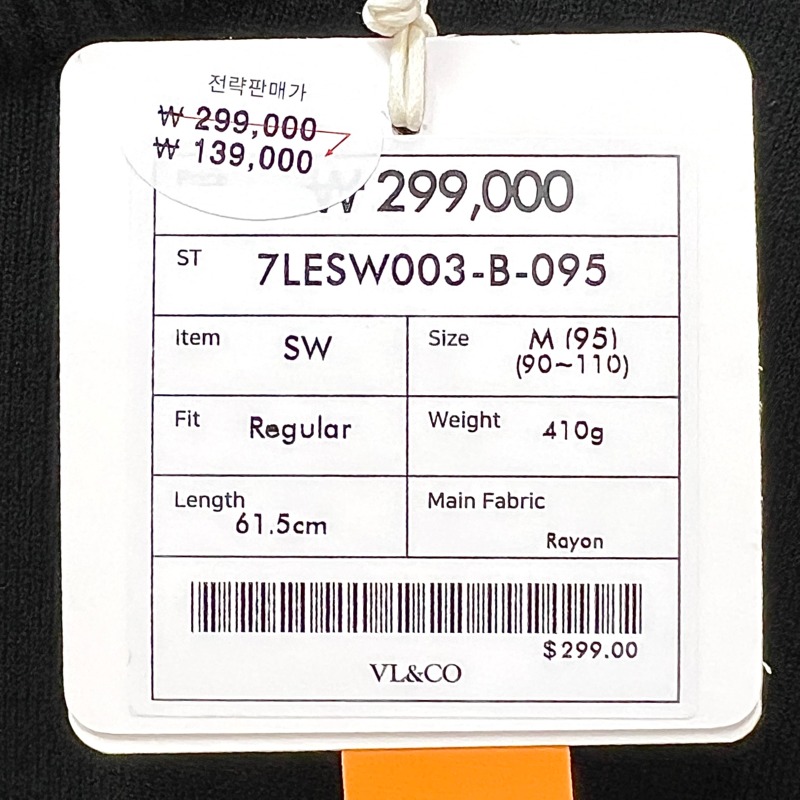 전략판매가
₩ 299,000
₩ 139,000
Price
₩ 299,000
ST 7LESW003-B-095
Item SW
Size M (95)
(90~110)
Fit Regular
Weight 410g
Length
61.5cm
Main Fabric
Rayon
$299.00
VL&CO